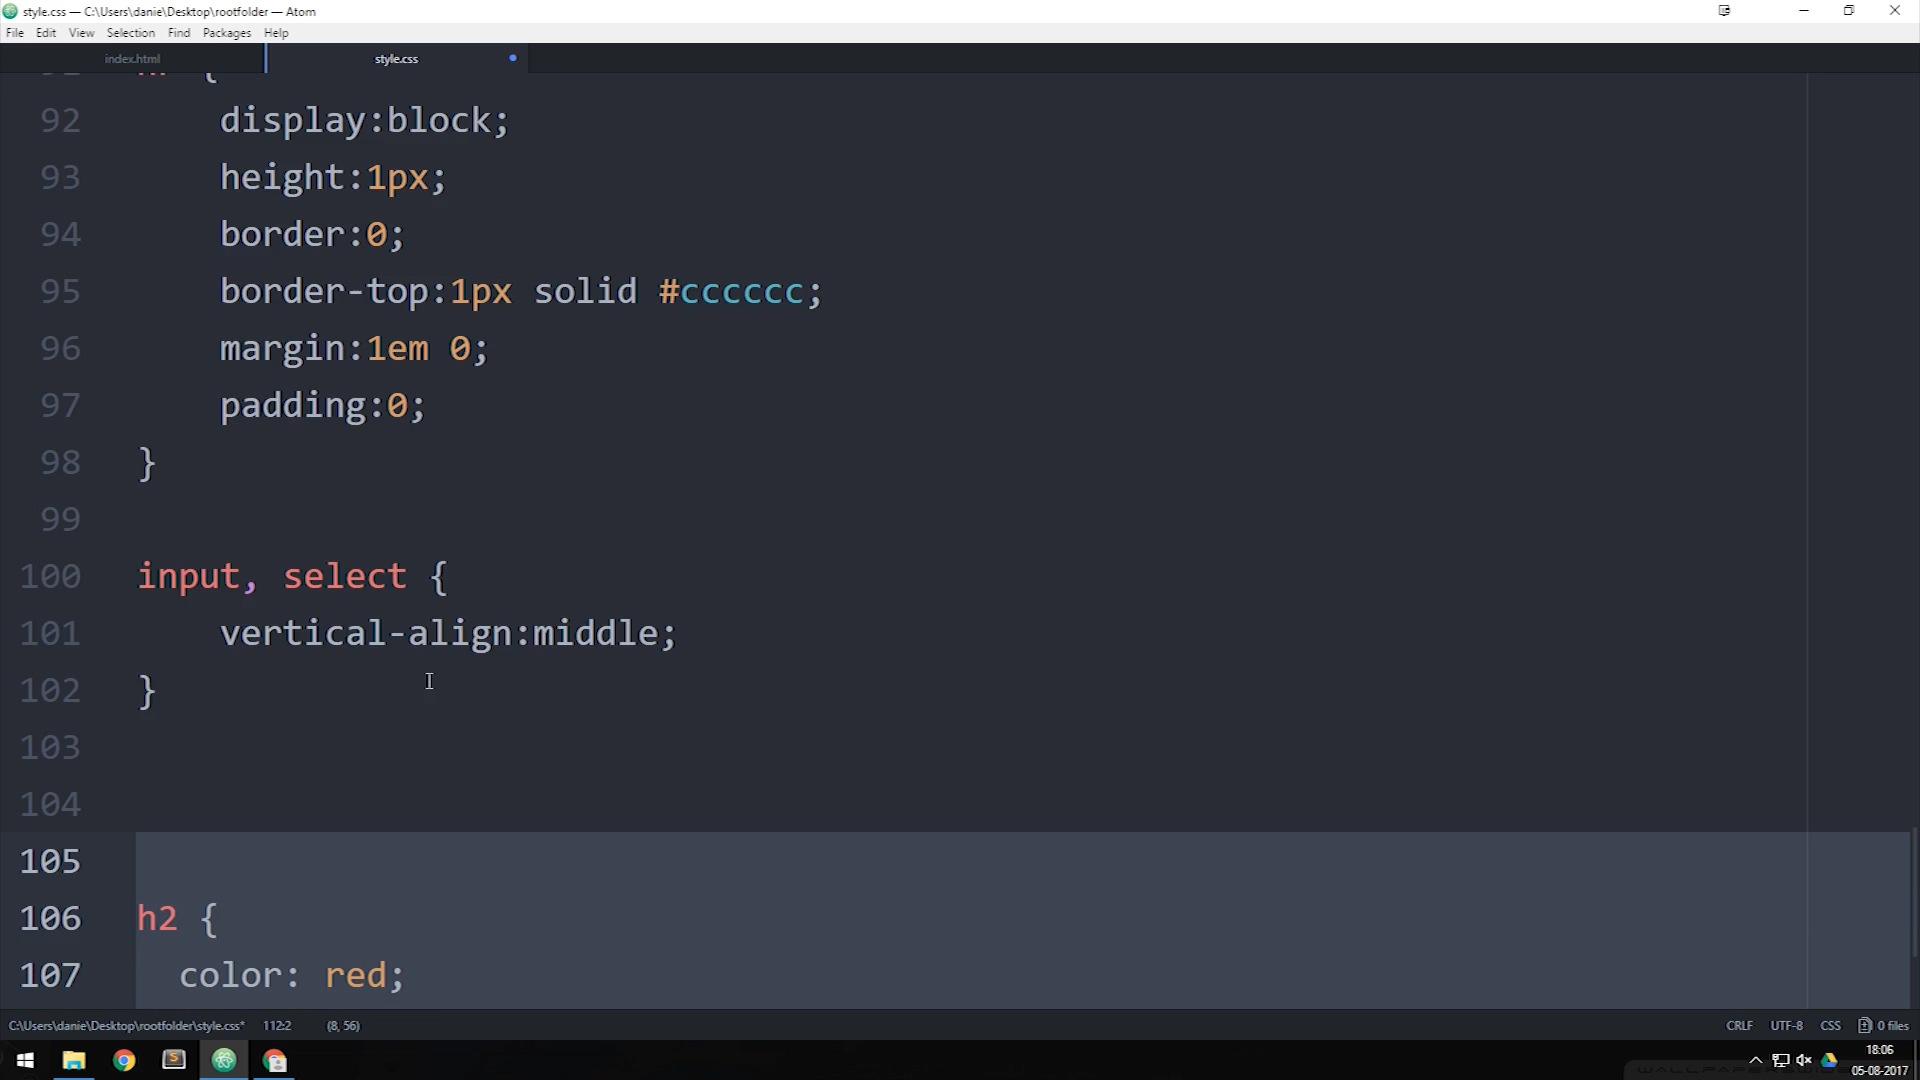 style.css — C:\Users\danie\Desktop\rootfolder — Atom
File Edit View Selection Find Packages Help
index.html style.css
92 display:block;
93 height:1px;
94 border:0;
95 border-top:1px solid #cccccc;
96 margin:1em 0;
97 padding:0;
98 }
99
100 input, select {
101 vertical-align:middle;
102 }
103
104
105
106 h2 {
107 color: red;
C:\Users\danie\Desktop\rootfolder\style.css* 112:2 (8, 56) CRLF UTF-8 CSS 0 files
18:06
05-08-2017